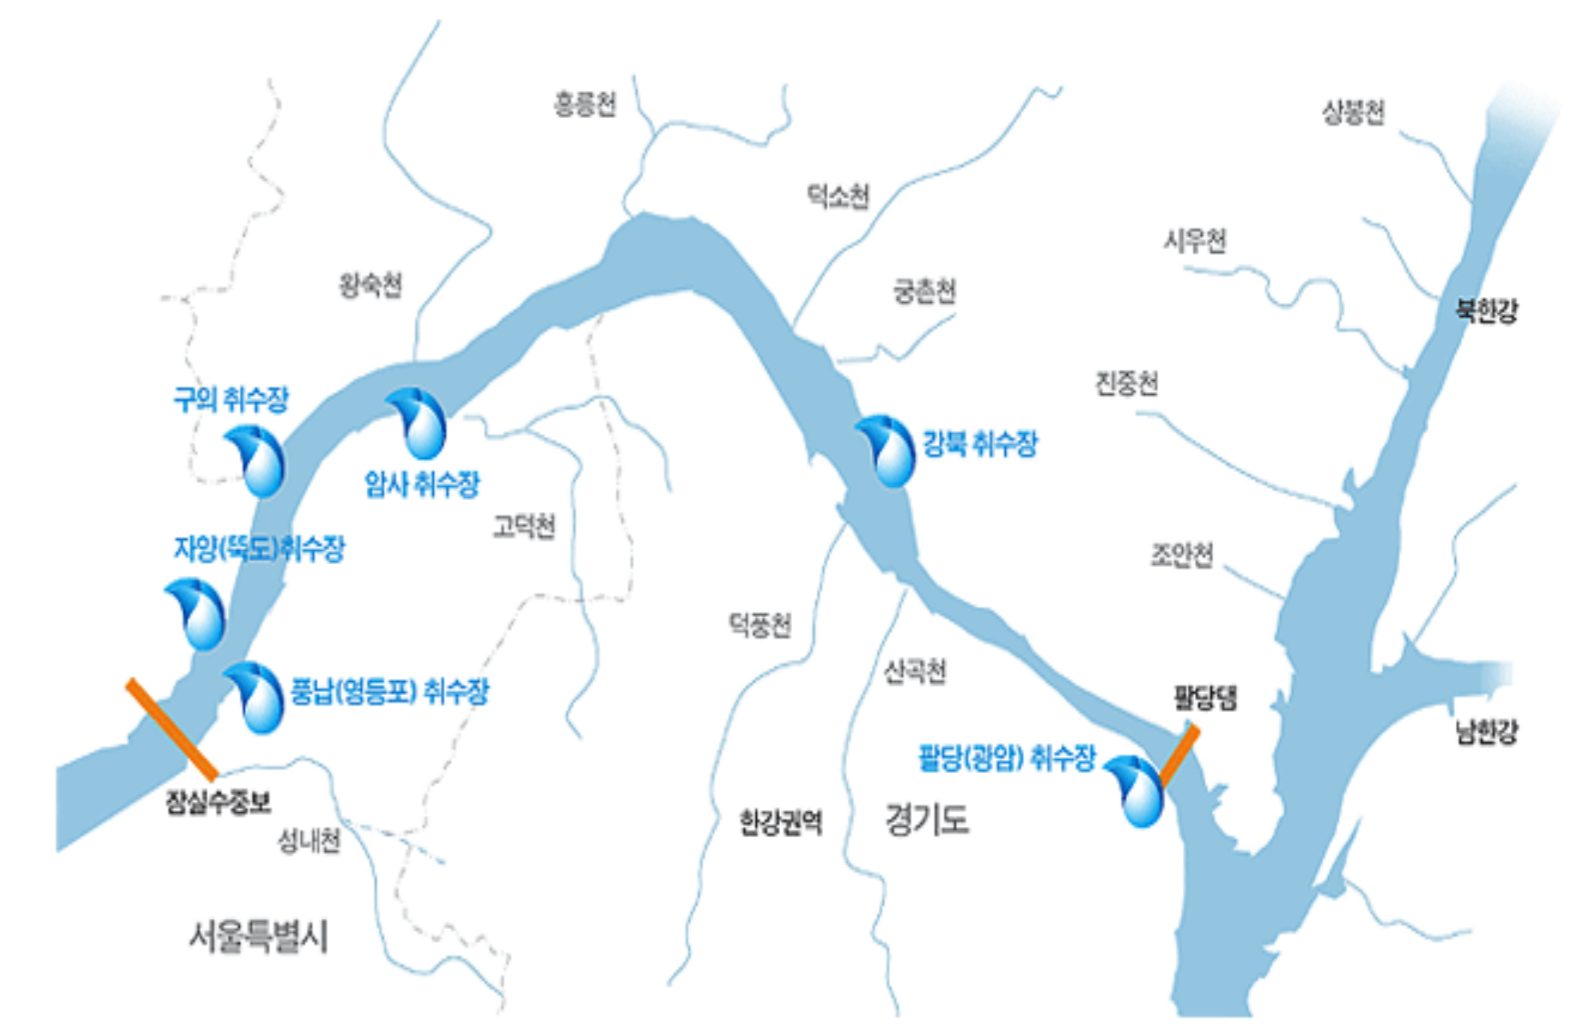 흥릉천
상봉천
덕소천
시우천
왕숙천
궁촌천
북한강
진중천
구의 취수장
강북 취수장
암사 취수장
고덕천
자양(뚝도)취수장
조안천
덕풍천
산곡천
풍납(영등포) 취수장
팔당댐
남한강
팔당(광암) 취수장
잠실수중보
한강권역
경기도
성내천
서울특별시